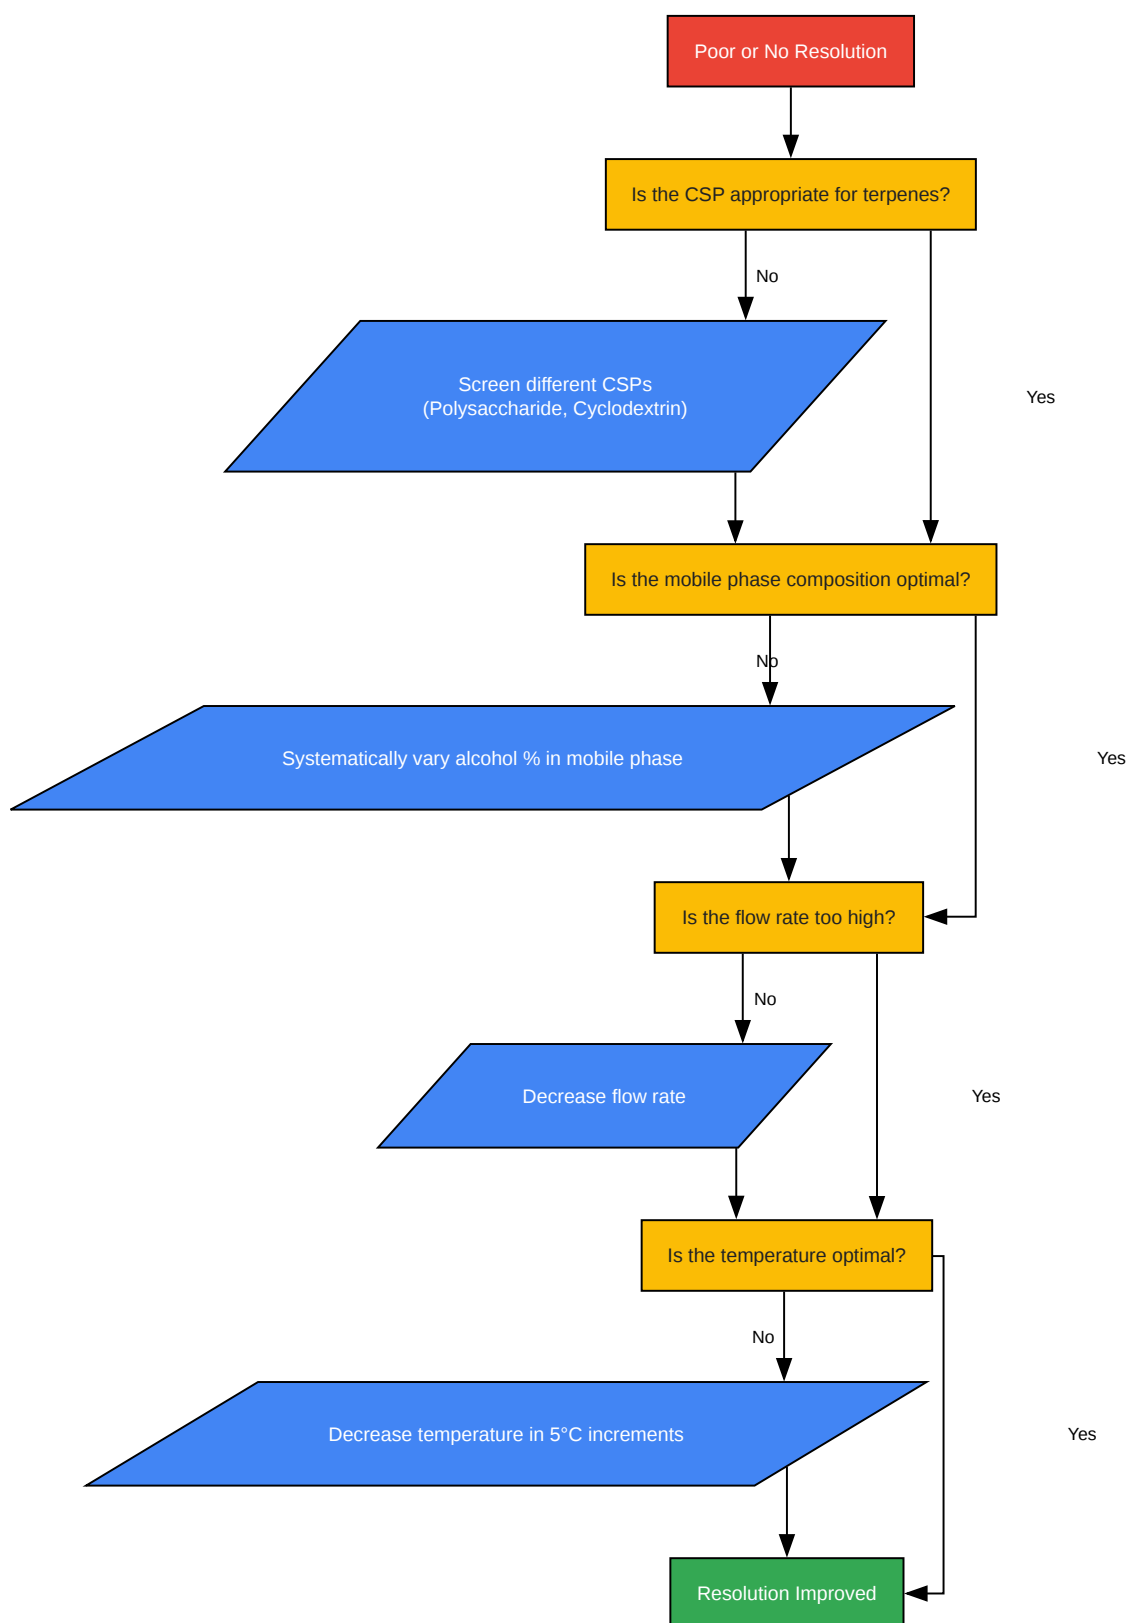 Poor or No Resolution
Is the CSP appropriate for terpenes?
No
Screen different CSPs
(Polysaccharide, Cyclodextrin)
Yes
Is the mobile phase composition optimal?
No
Systematically vary alcohol % in mobile phase
Yes
Is the flow rate too high?
No
Decrease flow rate
Yes
Is the temperature optimal?
No
Decrease temperature in 5°C increments
Yes
Resolution Improved